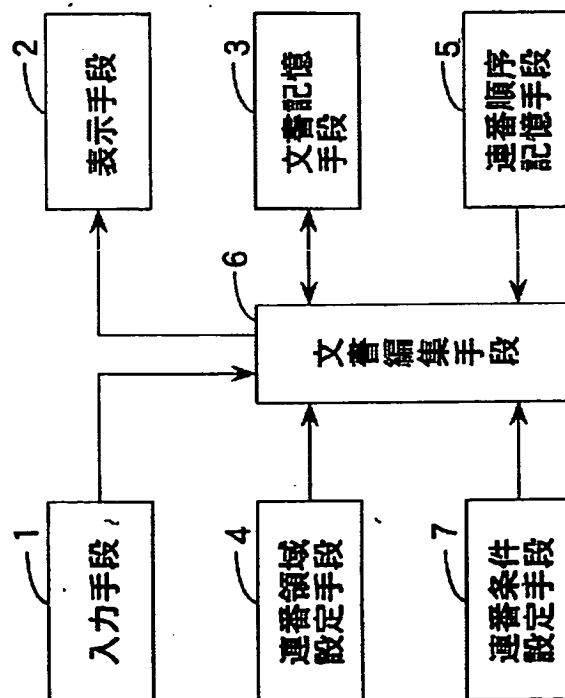 1
入力手段
2
表示手段
6
文書編集手段
3
文書記憶
手段
4
連番領域
設定手段
5
連番順序
記憶手段
7
連番条件
設定手段